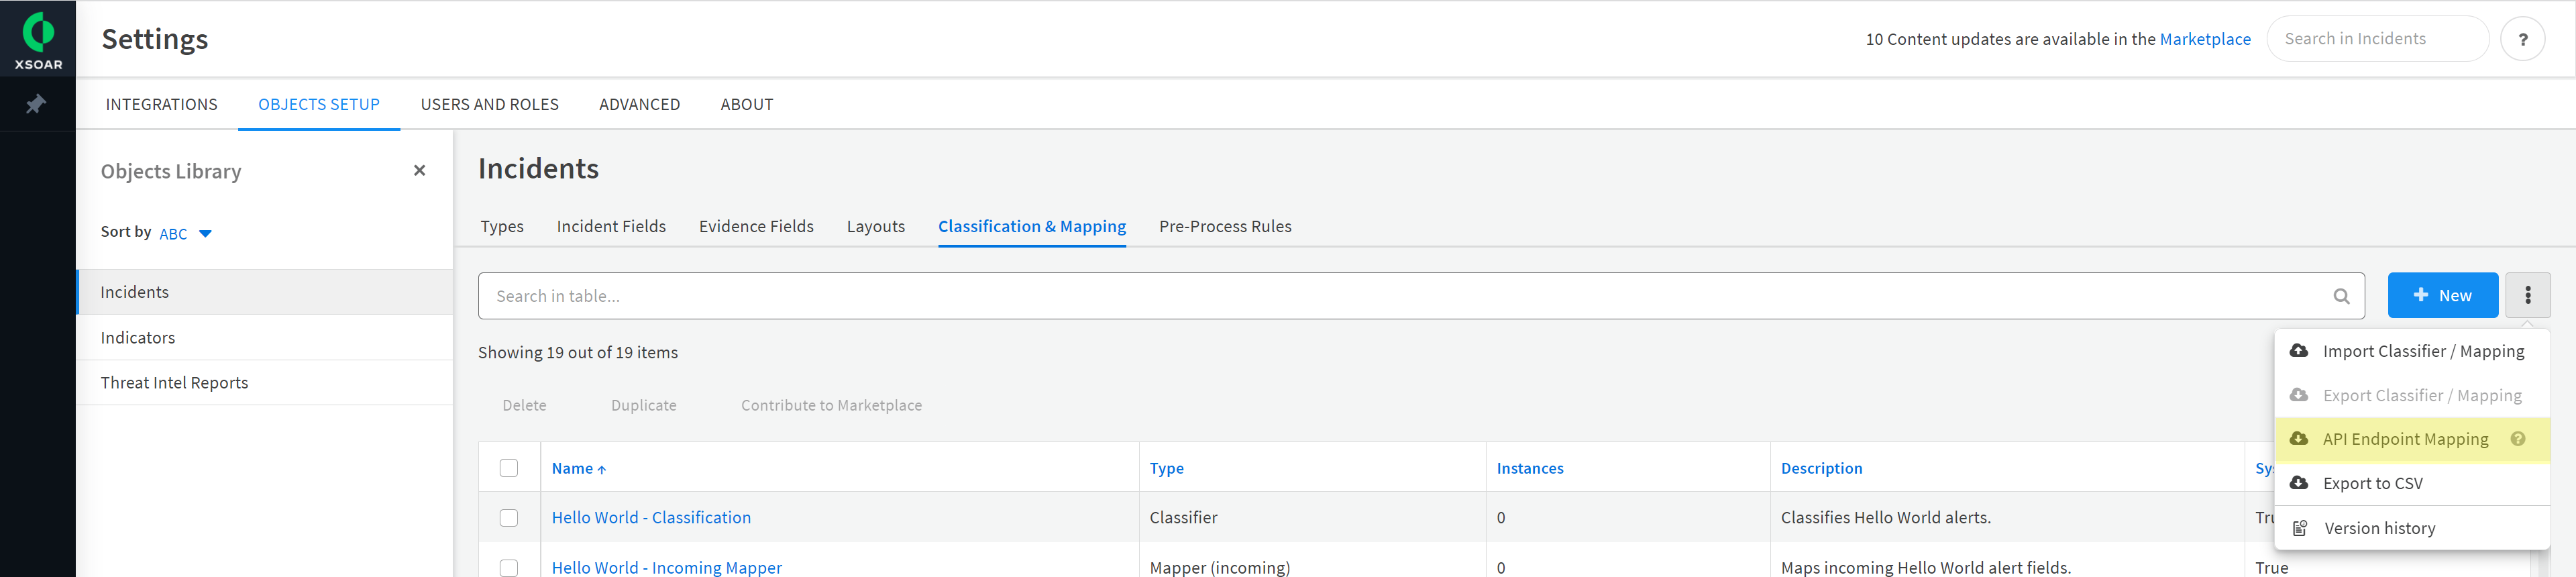 XSOAR
Settings
10 Content updates are available in the Marketplace
Search in Incidents
?
INTEGRATIONS
OBJECTS SETUP
USERS AND ROLES
ADVANCED
ABOUT
Objects Library
Sort by ABC
Incidents
Indicators
Threat Intel Reports
Incidents
Types
Incident Fields
Evidence Fields
Layouts
Classification & Mapping
Pre-Process Rules
Search in table...
+ New
Showing 19 out of 19 items
Delete
Duplicate
Contribute to Marketplace
Import Classifier / Mapping
Export Classifier / Mapping
API Endpoint Mapping ?
Export to CSV
Version history
Name ↑
Type
Instances
Description
Hello World - Classification
Classifier
0
Classifies Hello World alerts.
Hello World - Incoming Mapper
Mapper (incoming)
0
Maps incoming Hello World alert fields.
True